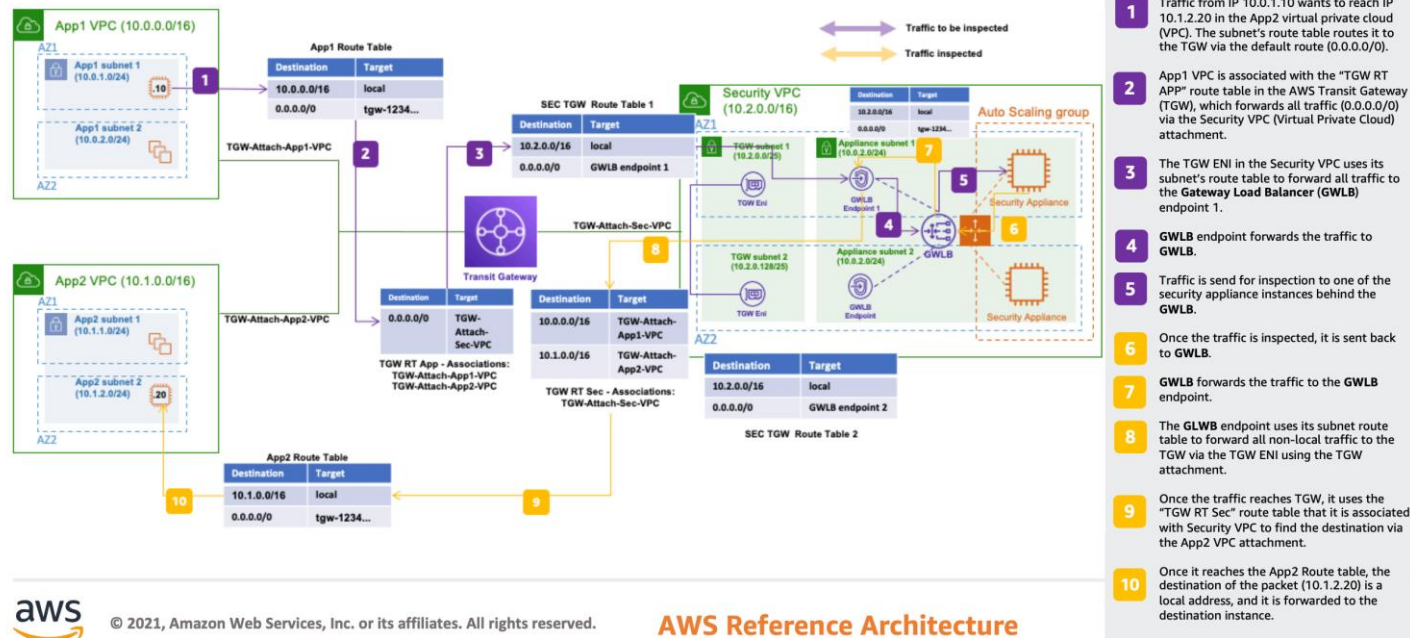 App1 VPC (10.0.0.0/16)
AZ1
App1 subnet 1
(10.0.1.0/24)
.10
App1 subnet 2
(10.0.2.0/24)
AZ2
1
App1 Route Table
Destination Target
10.0.0.0/16 local
0.0.0.0/0 tgw-1234...
TGW-Attach-App1-VPC
2
3
SEC TGW Route Table 1
Destination Target
10.2.0.0/16 local
0.0.0.0/0 GWLB endpoint 1
Traffic to be inspected
Traffic inspected
Security VPC
(10.2.0.0/16)
Destination Target
10.2.0.0/16 local
0.0.0.0/0 tgw-1234...
Auto Scaling group
AZ1
TGW subnet 1
(10.2.0.0/25)
TGW Eni
Appliance subnet 1
(10.0.2.0/24)
7
GWLB
Endpoint 1
5
Security Appliance
4
6
GWLB
TGW subnet 2
(10.2.0.128/25)
TGW Eni
Appliance subnet 2
(10.0.2.0/24)
GWLB
Endpoint
Security Appliance
AZ2
Transit Gateway
TGW-Attach-Sec-VPC
8
App2 VPC (10.1.0.0/16)
AZ1
App2 subnet 1
(10.1.1.0/24)
App2 subnet 2
(10.1.2.0/24)
.20
AZ2
TGW-Attach-App2-VPC
Destination Target
0.0.0.0/0 TGW-
Attach-
Sec-VPC
TGW RT App - Associations:
TGW-Attach-App1-VPC
TGW-Attach-App2-VPC
Destination Target
10.0.0.0/16 TGW-Attach-
App1-VPC
10.1.0.0/16 TGW-Attach-
App2-VPC
TGW RT Sec - Associations:
TGW-Attach-Sec-VPC
Destination Target
10.2.0.0/16 local
0.0.0.0/0 GWLB endpoint 2
SEC TGW Route Table 2
App2 Route Table
Destination Target
10.1.0.0/16 local
0.0.0.0/0 tgw-1234...
10
9
aws
© 2021, Amazon Web Services, Inc. or its affiliates. All rights reserved.
AWS Reference Architecture
1
Traffic from IP 10.0.1.10 wants to reach IP
10.1.2.20 in the App2 virtual private cloud
(VPC). The subnet's route table routes it to
the TGW via the default route (0.0.0.0/0).
2
App1 VPC is associated with the "TGW RT
APP" route table in the AWS Transit Gateway
(TGW), which forwards all traffic (0.0.0.0/0)
via the Security VPC (Virtual Private Cloud)
attachment.
3
The TGW ENI in the Security VPC uses its
subnet's route table to forward all traffic to
the Gateway Load Balancer (GWLB)
endpoint 1.
4
GWLB endpoint forwards the traffic to
GWLB.
5
Traffic is send for inspection to one of the
security appliance instances behind the
GWLB.
6
Once the traffic is inspected, it is sent back
to GWLB.
7
GWLB forwards the traffic to the GWLB
endpoint.
8
The GLWB endpoint uses its subnet route
table to forward all non-local traffic to the
TGW via the TGW ENI using the TGW
attachment.
9
Once the traffic reaches TGW, it uses the
"TGW RT Sec" route table that it is associated
with Security VPC to find the destination via
the App2 VPC attachment.
10
Once it reaches the App2 Route table, the
destination of the packet (10.1.2.20) is a
local address, and it is forwarded to the
destination instance.